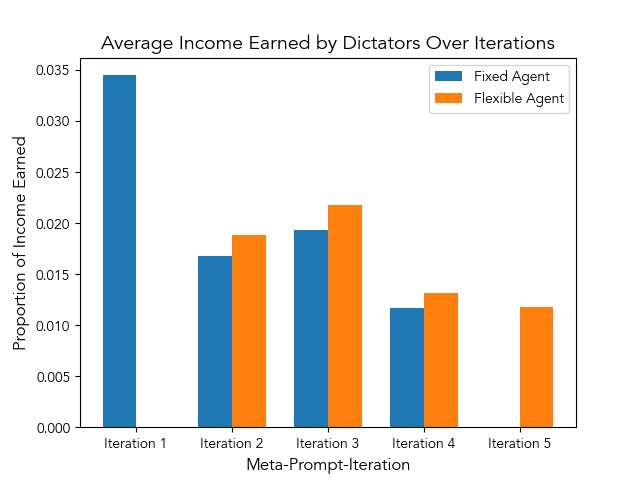 Average Income Earned by Dictators Over Iterations
Fixed Agent
Flexible Agent
Proportion of Income Earned
0.035
0.030
0.025
0.020
0.015
0.010
0.005
0.000
Iteration 1 Iteration 2 Iteration 3 Iteration 4 Iteration 5
Meta-Prompt-Iteration